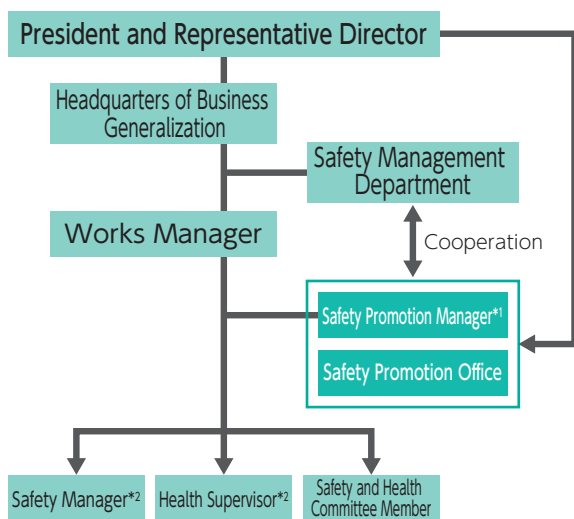 President and Representative Director
Headquarters of Business
Generalization
Safety Management
Department
Works Manager
Cooperation
Safety Promotion Manager*1
Safety Promotion Office
Safety Manager*2
Health Supervisor*2
Safety and Health
Committee Member